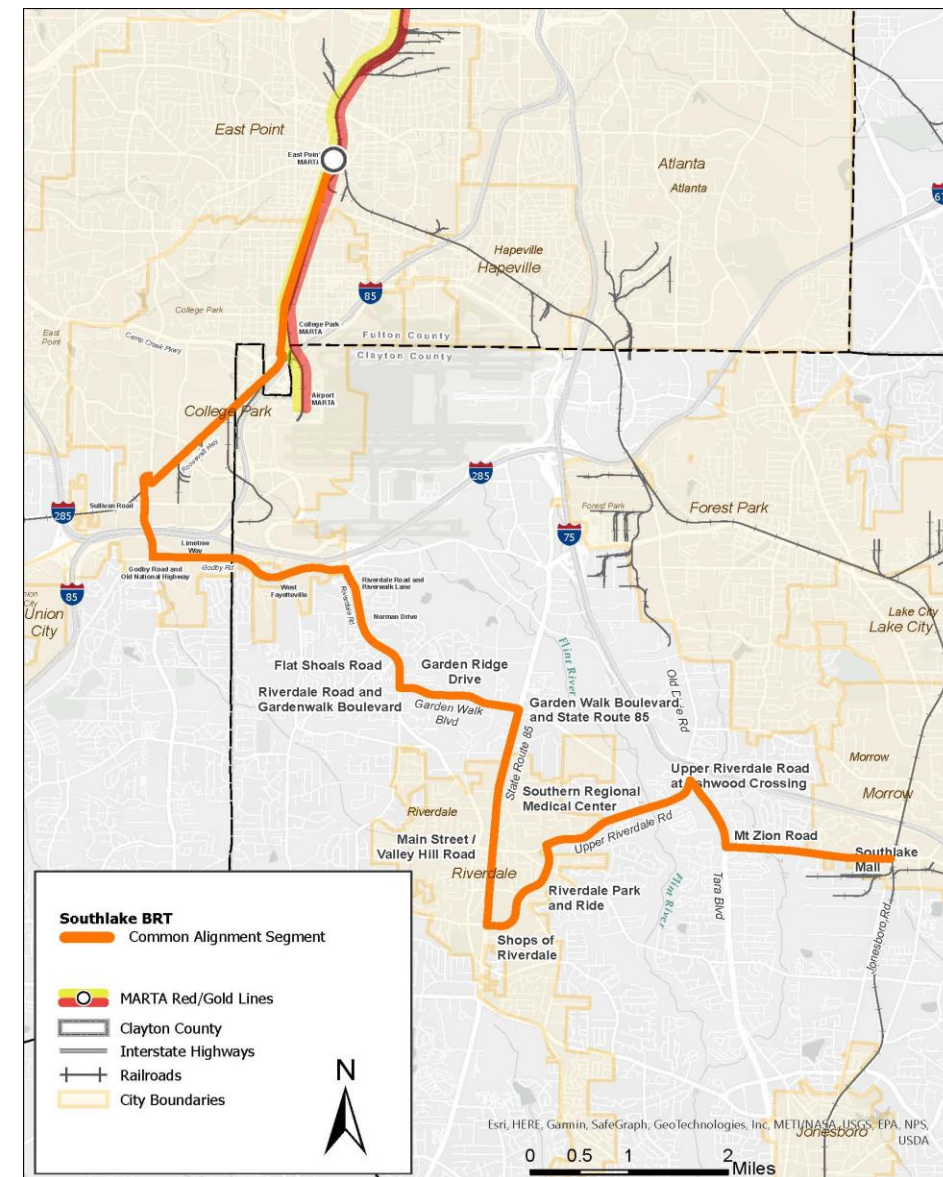 East Point
East Point
MARTA
Atlanta
Atlanta
Hapeville
Hapeville
85
College Park
East
Point
Camp Creek Pkwy
College Park
MARTA
Fulton County
Clayton County
Airport
MARTA
College Park
Roosevelt Hwy
285
285
Sullivan Road
Forest Park
Forest Park
75
Limetree
Way
Godby Road and
Old National Highway
Godby Rd
West
Fayetteville
Riverdale Road and
Riverwalk Lane
Riverdale Rd
Norman Drive
85
Union
City
Lake City
Lake City
Flint River
Old Dixie Rd
Flat Shoals Road
Garden Ridge
Drive
Riverdale Road and
Gardenwalk Boulevard
Garden Walk
Blvd
Garden Walk Boulevard
and State Route 85
State Route 85
Morrow
Morrow
Upper Riverdale Road
at Ashwood Crossing
Southern Regional
Medical Center
Riverdale
Upper Riverdale Rd
Mt Zion Road
Main Street /
Valley Hill Road
Riverdale
Southlake
Mall
Riverdale Park
and Ride
Flint River
Tara Blvd
Jonesboro Rd
Shops of
Riverdale
Southlake BRT
Common Alignment Segment
MARTA Red/Gold Lines
Clayton County
Interstate Highways
Railroads
City Boundaries
N
Esri, HERE, Garmin, SafeGraph, GeoTechnologies, Inc, METI/NASA, USGS, EPA, NPS,
USDA
Jonesboro
0 0.5 1 2
Miles